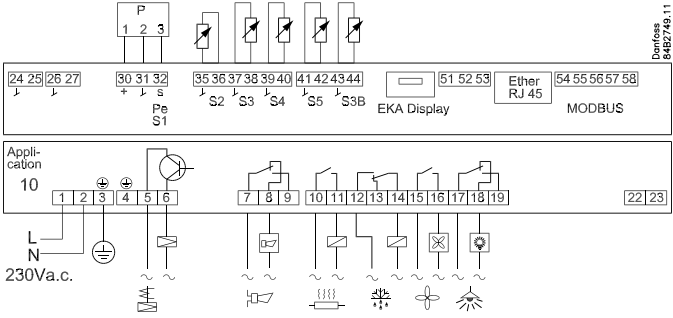 P
1 2 3
Danfoss
84B2749.11
24 25 26 27 30 31 32 35 36 37 38 39 40 41 42 43 44 51 52 53 Ether 54 55 56 57 58
RJ 45
+ s S2 S3 S4 S5 S3B EKA Display MODBUS
Pe
S1
Appli-
cation
10
1 2 3 4 5 6 7 8 9 10 11 12 13 14 15 16 17 18 19 22 23
L
N
230Va.c.